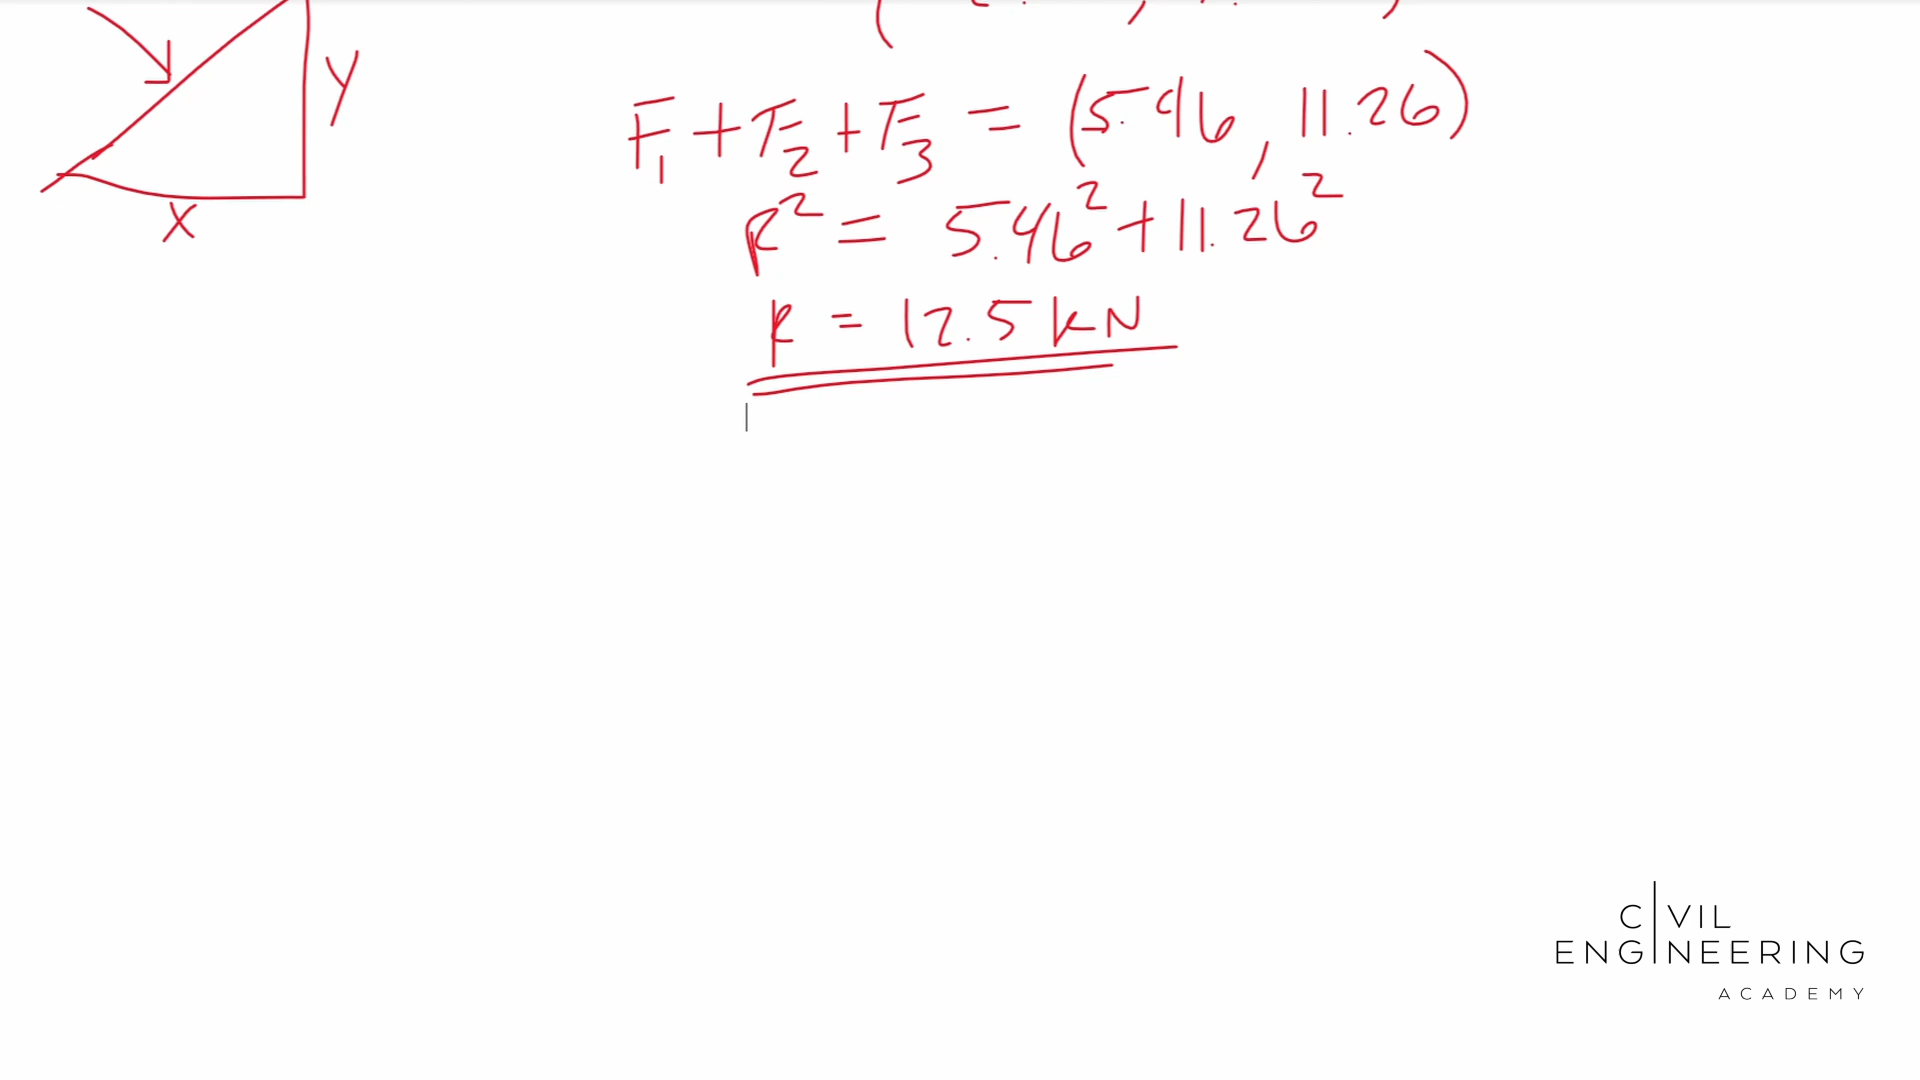 y
x
F₁ + F₂ + F₃ = (5.46, 11.26)
R² = 5.46² + 11.26²
R = 12.5 kN
CIVIL
ENGINEERING
ACADEMY